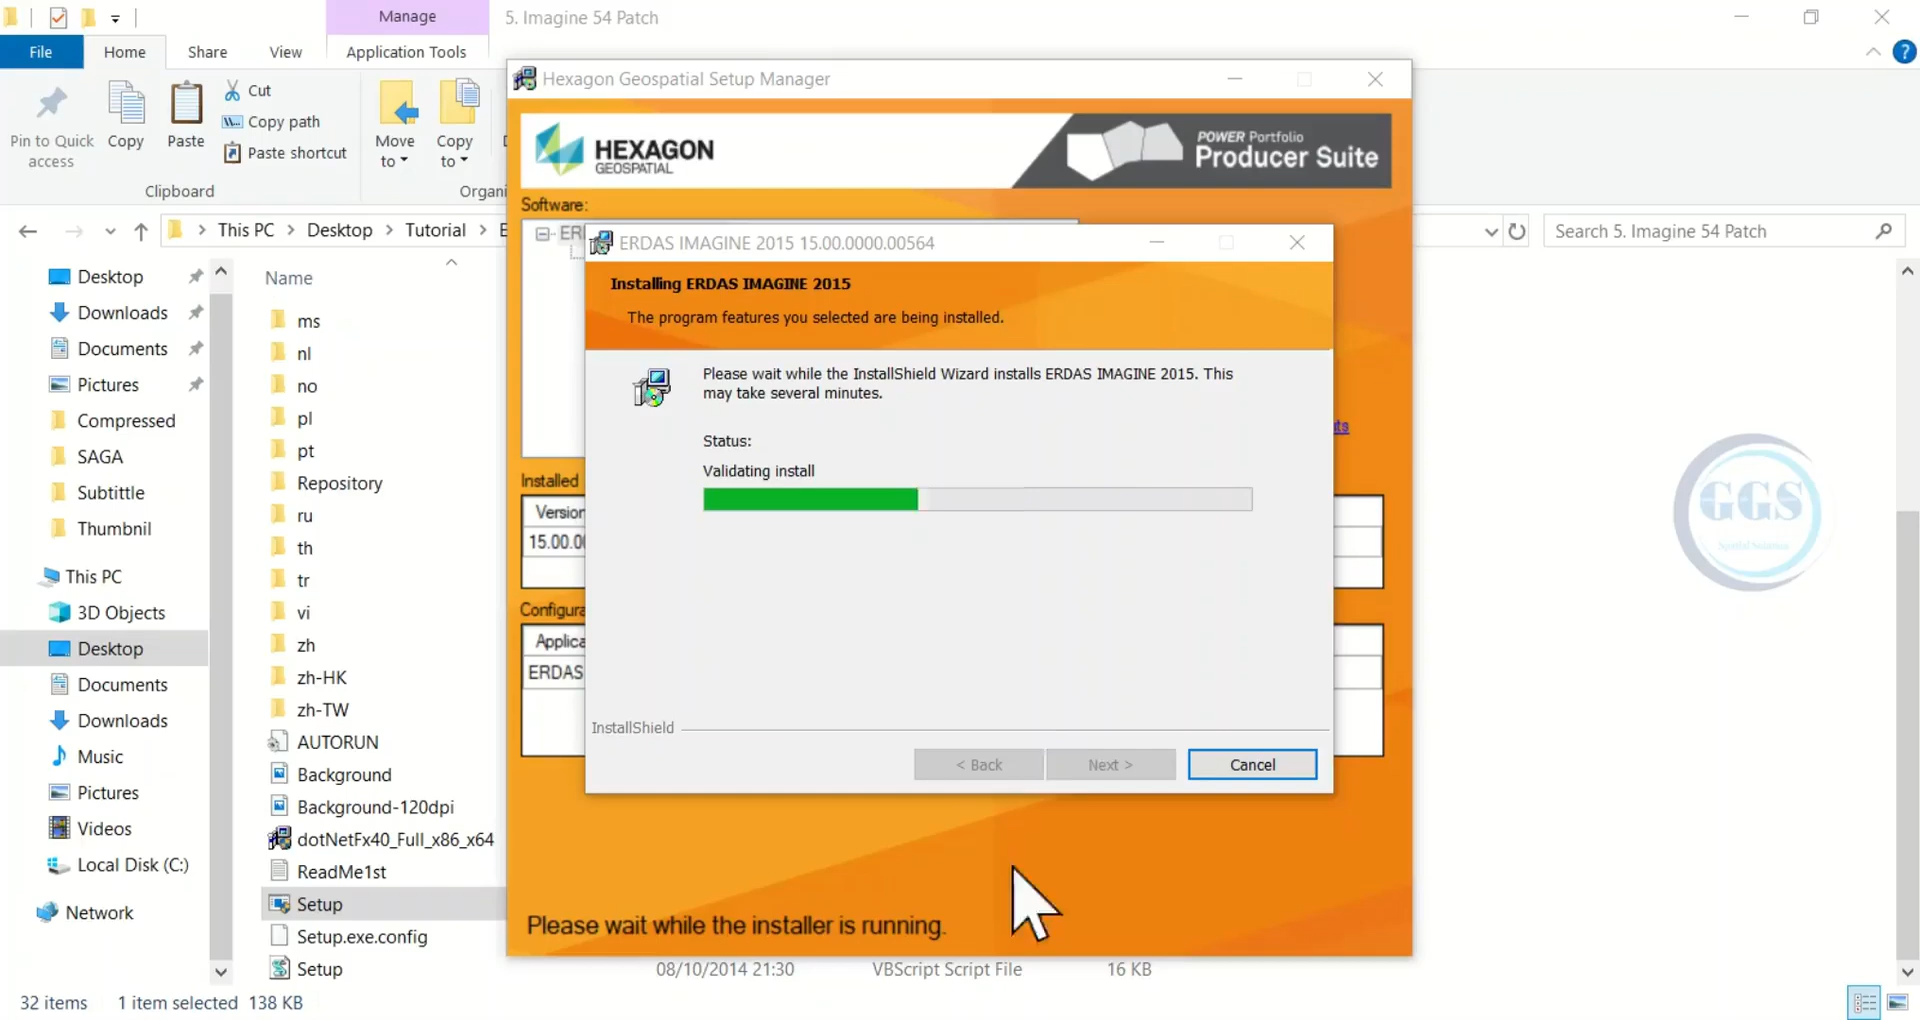 Manage
5. Imagine 54 Patch
File
Home
Share
View
Application Tools
Pin to Quick
access
Copy
Paste
Cut
Copy path
Paste shortcut
Move
to
Copy
to
Clipboard
Organi
This PC
Desktop
Tutorial
Search 5. Imagine 54 Patch
Desktop
Downloads
Documents
Pictures
Compressed
SAGA
Subtittle
Thumbnil
This PC
3D Objects
Desktop
Documents
Downloads
Music
Pictures
Videos
Local Disk (C:)
Network
Name
ms
nl
no
pl
pt
Repository
ru
th
tr
vi
zh
zh-HK
zh-TW
AUTORUN
Background
Background-120dpi
dotNetFx40_Full_x86_x64
ReadMe1st
Setup
Setup.exe.config
Setup
08/10/2014 21:30
VBScript Script File
16 KB
32 items
1 item selected 138 KB
Hexagon Geospatial Setup Manager
HEXAGON
GEOSPATIAL
POWER Portfolio
Producer Suite
Software:
Installed
Version
15.00.0
Configura
Applica
ERDAS
Please wait while the installer is running.
ERDAS IMAGINE 2015 15.00.0000.00564
Installing ERDAS IMAGINE 2015
The program features you selected are being installed.
Please wait while the InstallShield Wizard installs ERDAS IMAGINE 2015. This
may take several minutes.
Status:
Validating install
InstallShield
< Back
Next >
Cancel
GGS
Spatial Solution